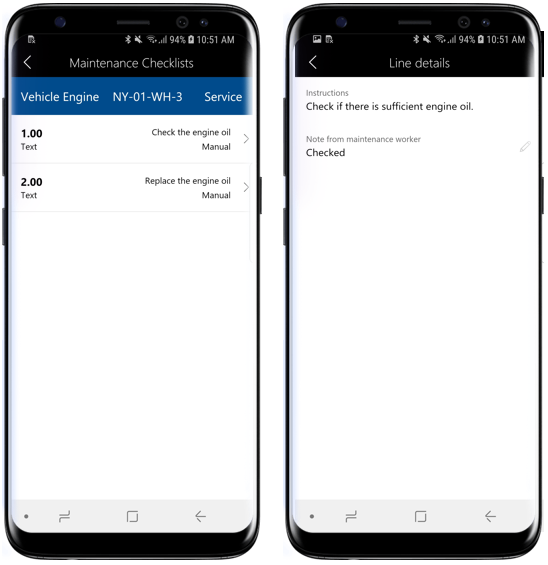 94% 10:51 AM
Maintenance Checklists
Vehicle Engine NY-01-WH-3 Service
1.00 Check the engine oil
Text Manual
2.00 Replace the engine oil
Text Manual
94% 10:51 AM
Line details
Instructions
Check if there is sufficient engine oil.
Note from maintenance worker
Checked